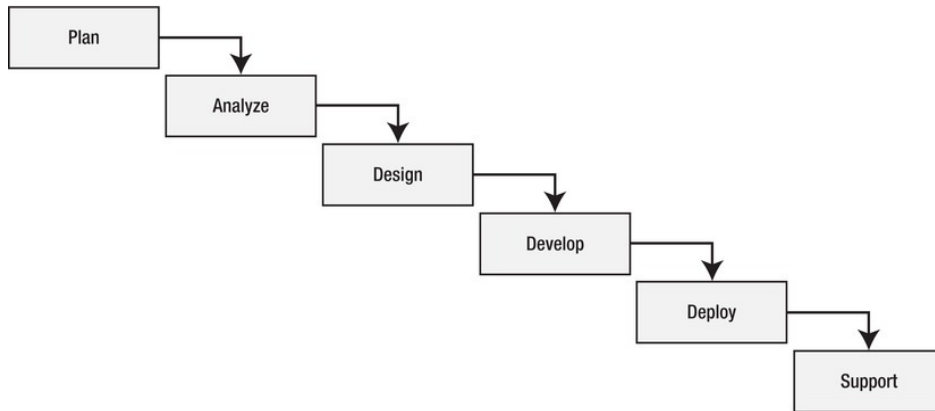 Plan
Analyze
Design
Develop
Deploy
Support